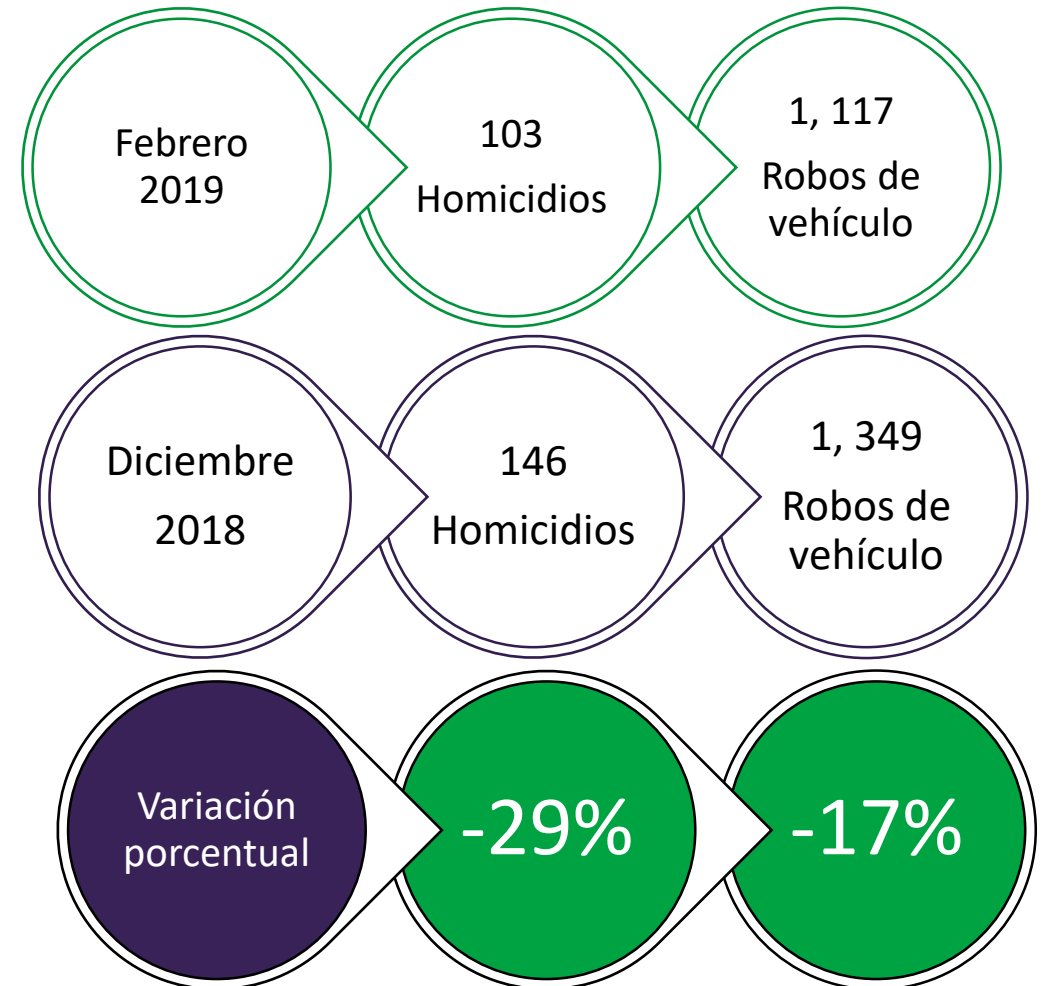 Febrero
2019
103
Homicidios
1, 117
Robos de
vehículo
Diciembre
2018
146
Homicidios
1, 349
Robos de
vehículo
Variación
porcentual
-29%
-17%